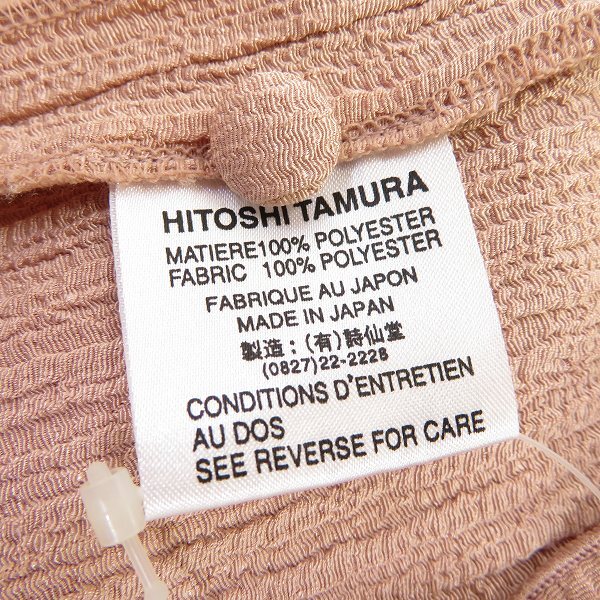 HITOSHI TAMURA
MATIERE100% POLYESTER
FABRIC 100% POLYESTER
FABRIQUE AU JAPON
MADE IN JAPAN
製造：(有)詩仙堂
(0827)22-2228
CONDITIONS D'ENTRETIEN
AU DOS
SEE REVERSE FOR CARE